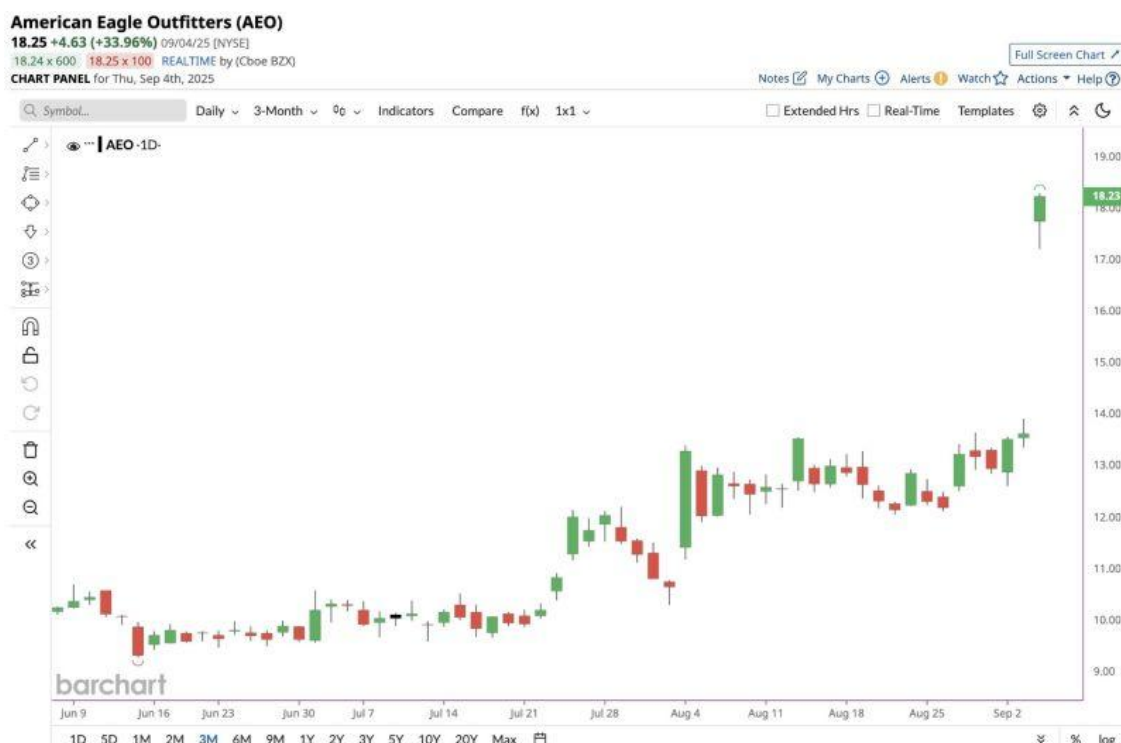 American Eagle Outfitters (AEO)
18.25 +4.63 (+33.96%) 09/04/25 [NYSE]
18.24 x 600 18.25 x 100 REALTIME by (Cboe BZX)
Full Screen Chart
CHART PANEL for Thu, Sep 4th, 2025
Notes My Charts Alerts Watch Actions Help
Symbol... Daily 3-Month Indicators Compare f(x) 1x1 Extended Hrs Real-Time Templates
AEO -1D-
3
19.00
18.23
18.00
17.00
16.00
15.00
14.00
13.00
12.00
11.00
10.00
9.00
barchart
Jun 9 Jun 16 Jun 23 Jun 30 Jul 7 Jul 14 Jul 21 Jul 28 Aug 4 Aug 11 Aug 18 Aug 25 Sep 2
1D 5D 1M 2M 3M 6M 9M 1Y 2Y 3Y 5Y 10Y 20Y Max % log